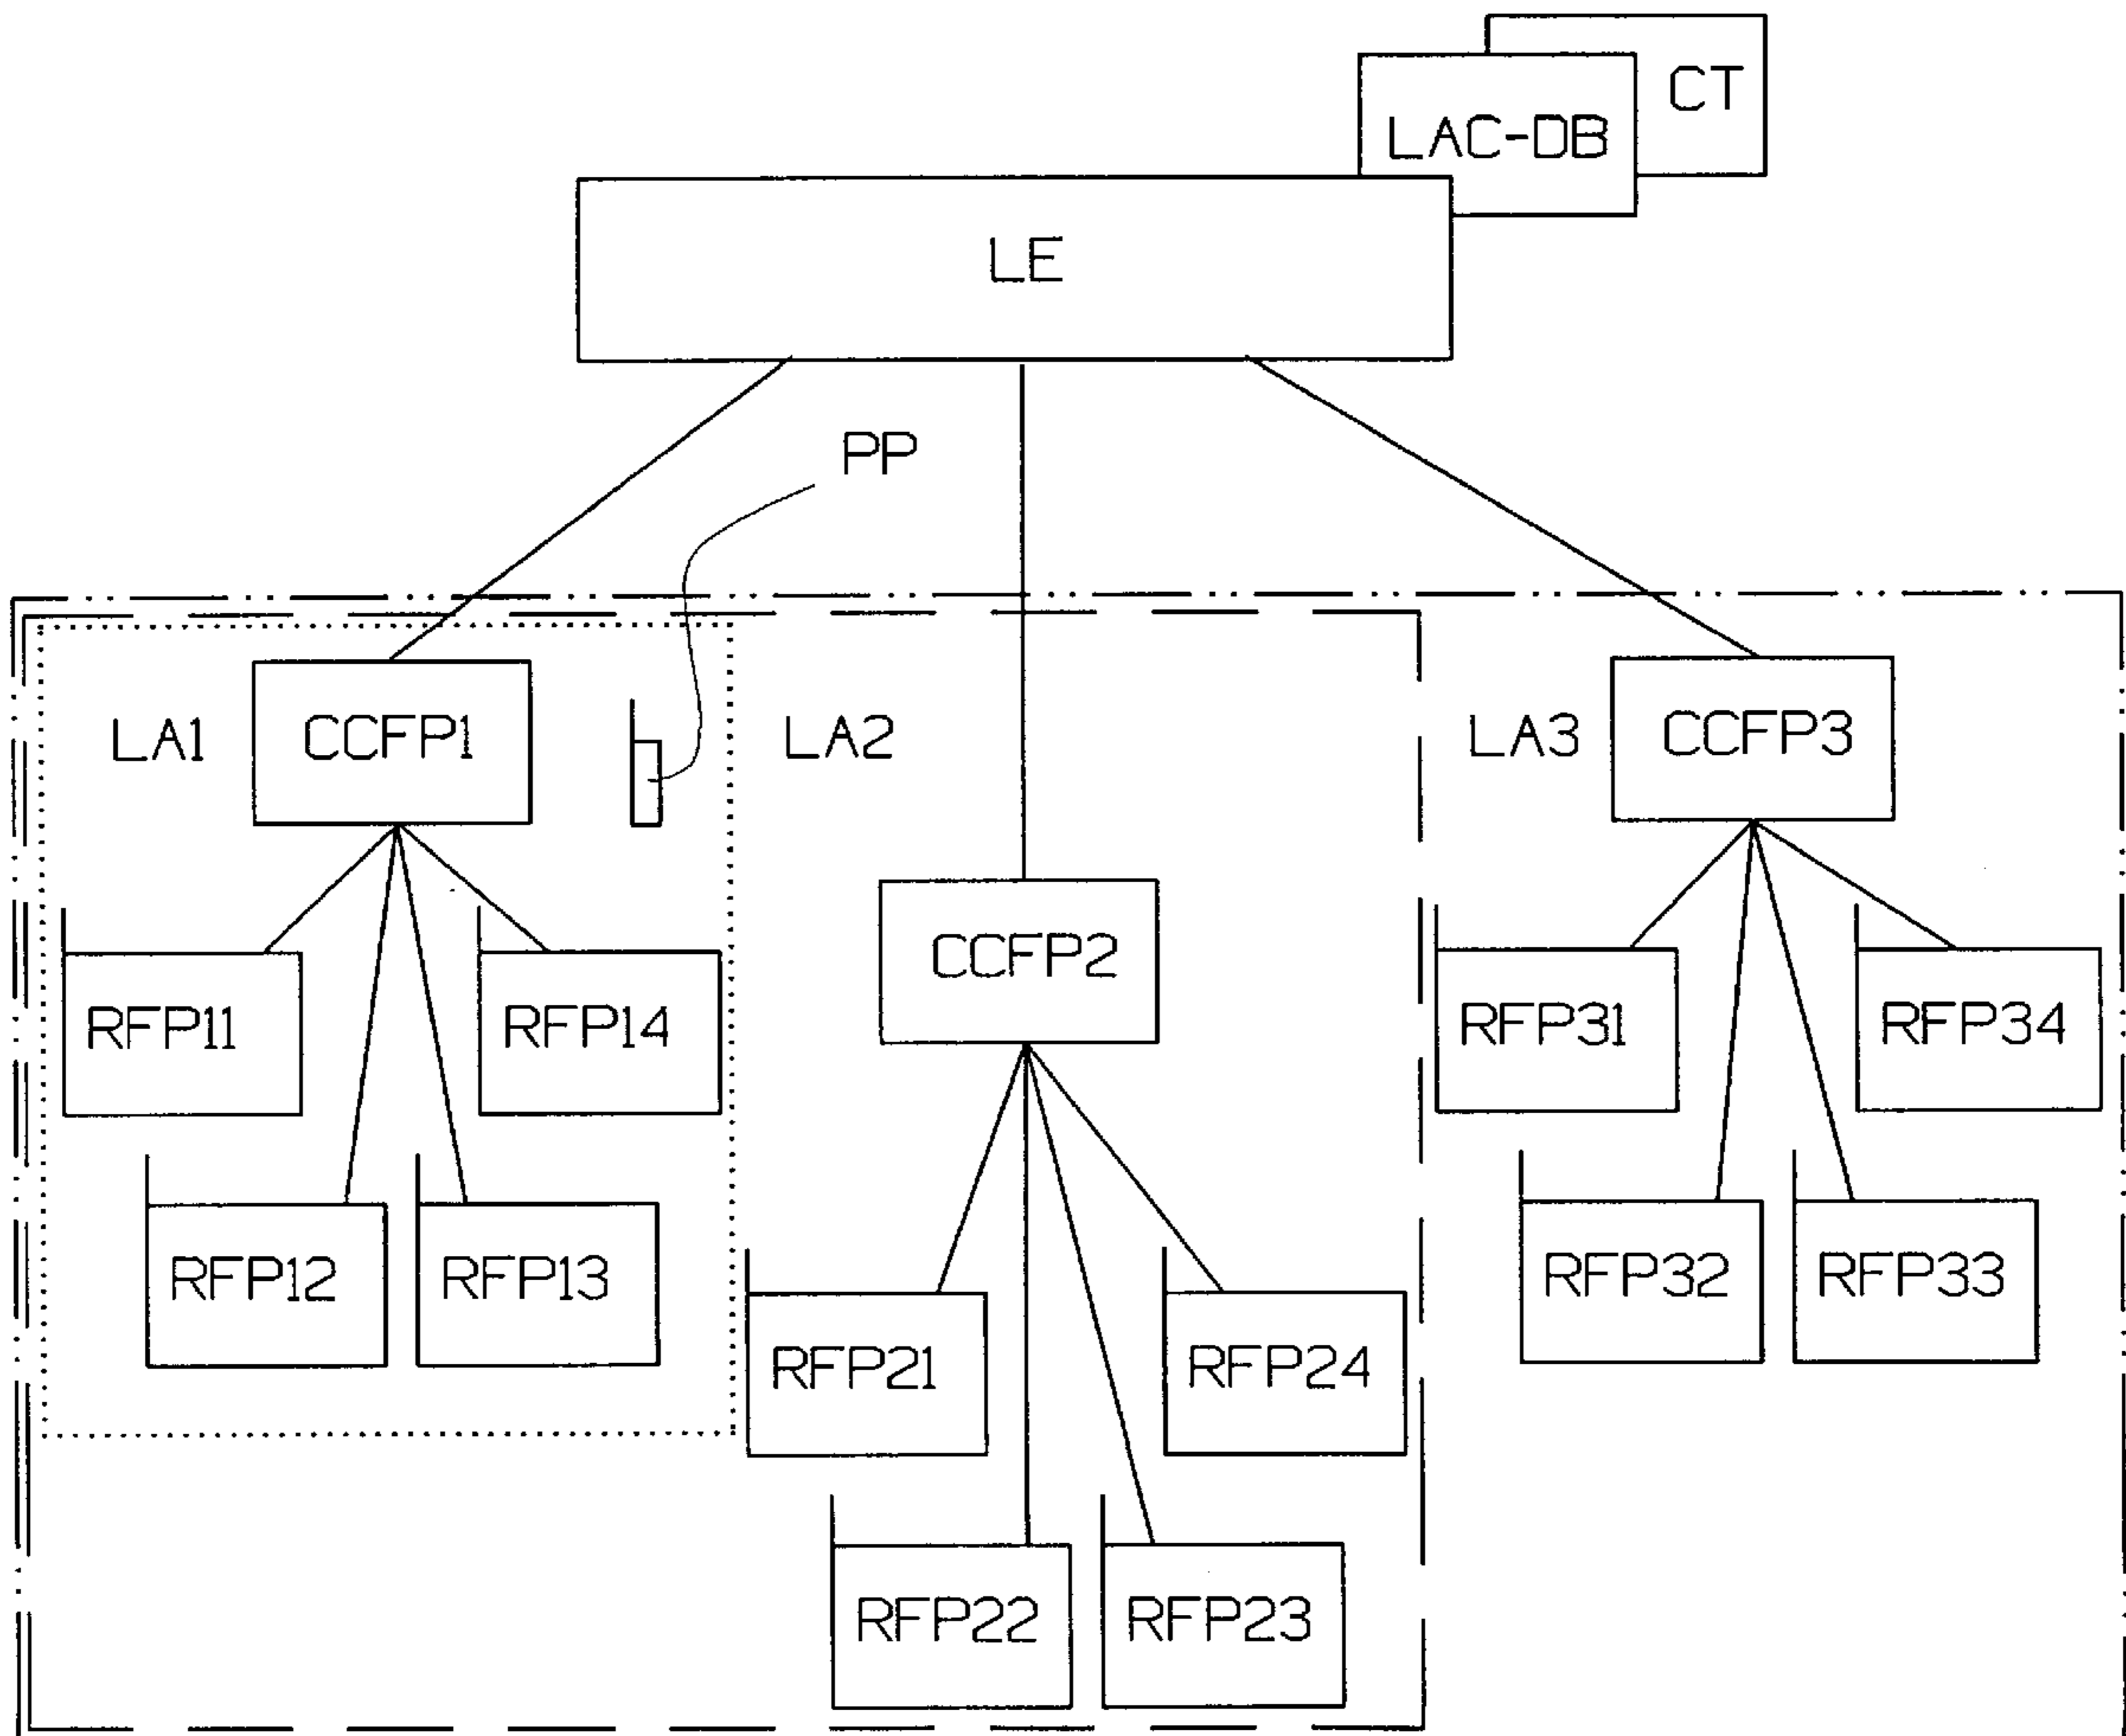 CT
LAC-DB
LE
PP
LA1
CCFP1
LA2
LA3
CCFP3
CCFP2
RFP11
RFP14
RFP31
RFP34
RFP12
RFP13
RFP32
RFP33
RFP21
RFP24
RFP22
RFP23